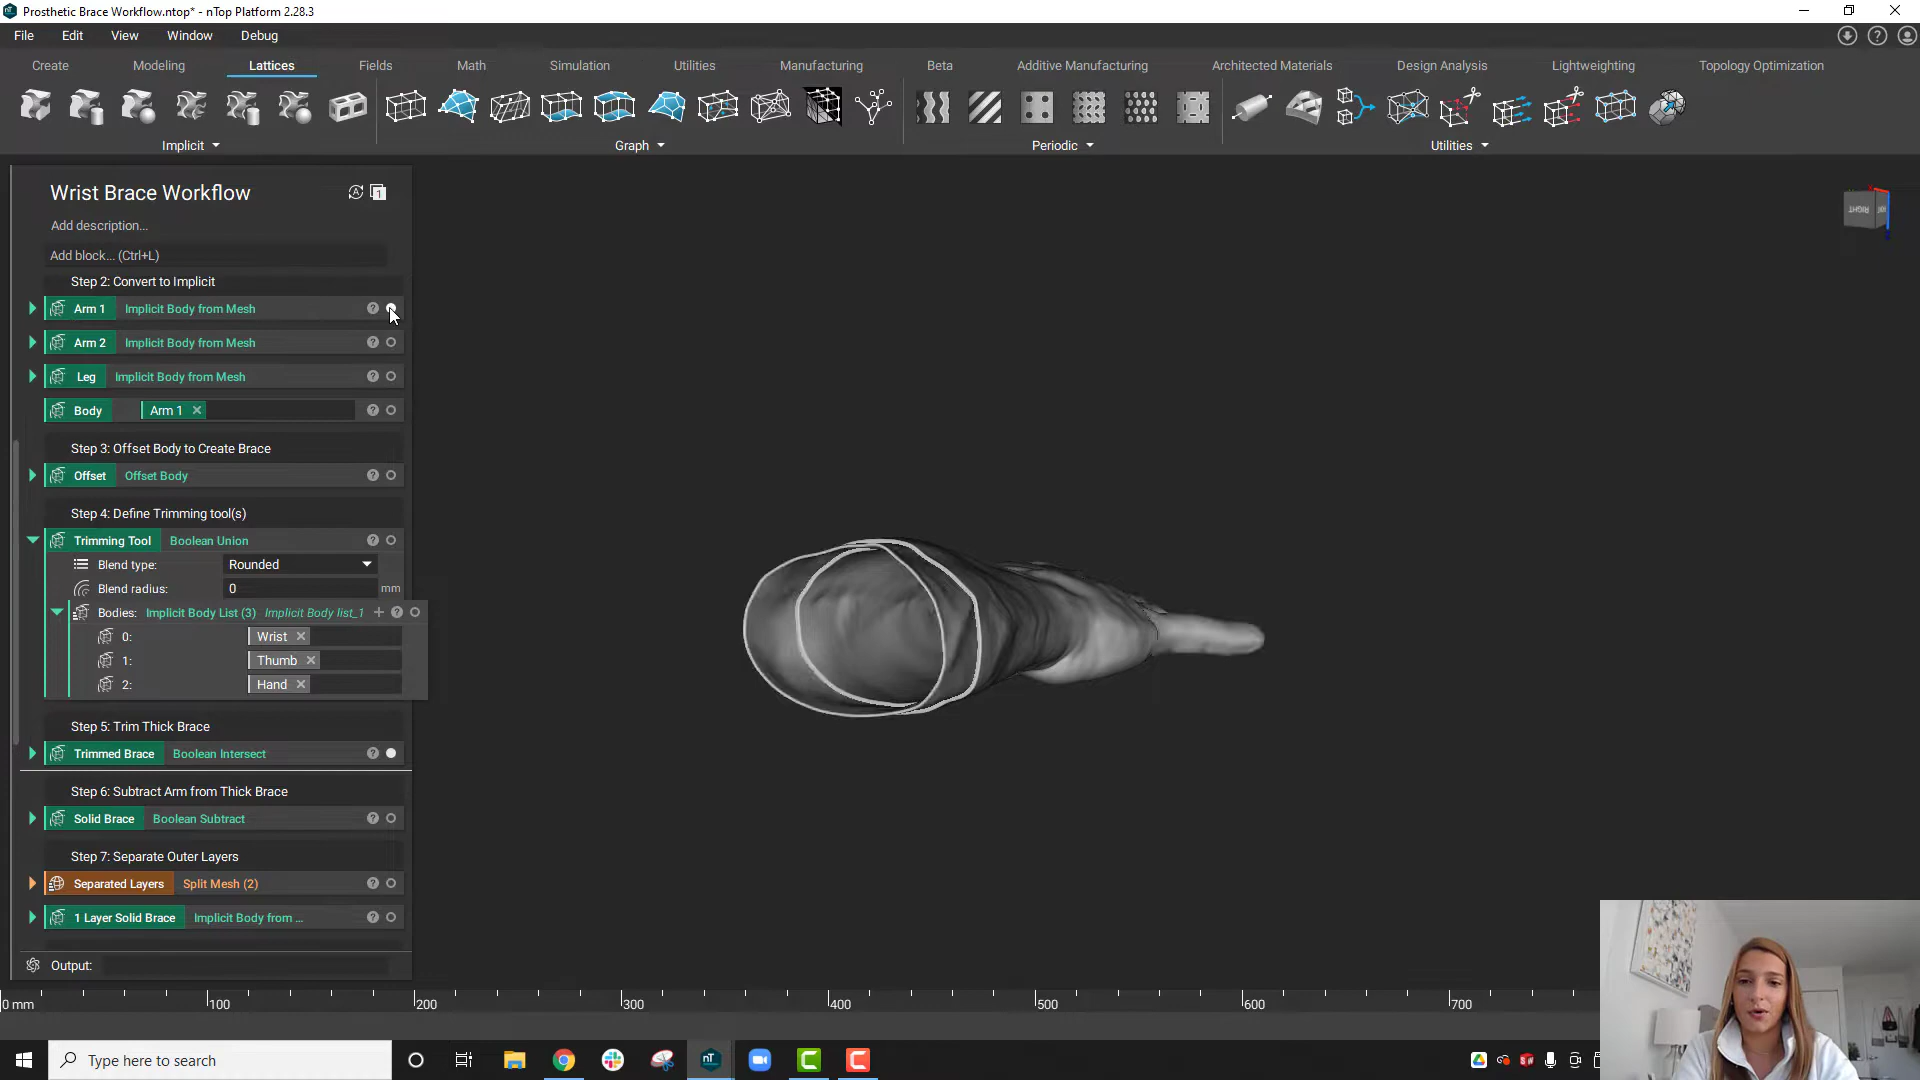 Prosthetic Brace Workflow.ntop* - nTop Platform 2.28.3
File Edit View Window Debug
Create Modeling Lattices Fields Math Simulation Utilities Manufacturing Beta Additive Manufacturing Architected Materials Design Analysis Lightweighting Topology Optimization
Implicit Graph Periodic Utilities
Wrist Brace Workflow
Add description...
Add block... (Ctrl+L)
Step 2: Convert to Implicit
Arm 1 Implicit Body from Mesh
Arm 2 Implicit Body from Mesh
Leg Implicit Body from Mesh
Body Arm 1
Step 3: Offset Body to Create Brace
Offset Offset Body
Step 4: Define Trimming tool(s)
Trimming Tool Boolean Union
Blend type: Rounded
Blend radius: 0 mm
Bodies: Implicit Body List (3) Implicit Body list_1
0: Wrist
1: Thumb
2: Hand
Step 5: Trim Thick Brace
Trimmed Brace Boolean Intersect
Step 6: Subtract Arm from Thick Brace
Solid Brace Boolean Subtract
Step 7: Separate Outer Layers
Separated Layers Split Mesh (2)
1 Layer Solid Brace Implicit Body from ...
Output:
RIGHT
0 mm 100 200 300 400 500 600 700
Type here to search